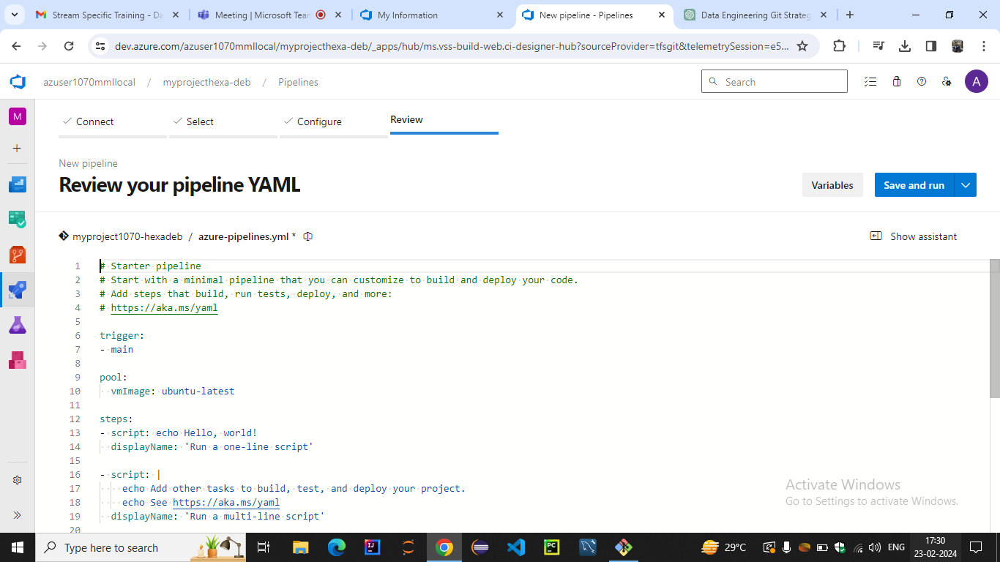 Stream Specific Training - Da
Meeting | Microsoft Team
My Information
New pipeline - Pipelines
Data Engineering Git Strateg
dev.azure.com/azuser1070mmllocal/myprojecthexa-deb/_apps/hub/ms.vss-build-web.ci-designer-hub?sourceProvider=tfsgit&telemetrySession=e5...
azuser1070mmllocal / myprojecthexa-deb / Pipelines
Search
A
M
Connect
Select
Configure
Review
New pipeline
Review your pipeline YAML
Variables
Save and run
myproject1070-hexadeb / azure-pipelines.yml *
Show assistant
1 # Starter pipeline
2 # Start with a minimal pipeline that you can customize to build and deploy your code.
3 # Add steps that build, run tests, deploy, and more:
4 # https://aka.ms/yaml
5
6 trigger:
7 - main
8
9 pool:
10 vmImage: ubuntu-latest
11
12 steps:
13 - script: echo Hello, world!
14 displayName: 'Run a one-line script'
15
16 - script: |
17 echo Add other tasks to build, test, and deploy your project.
18 echo See https://aka.ms/yaml
19 displayName: 'Run a multi-line script'
20
Activate Windows
Go to Settings to activate Windows.
Type here to search
29°C
ENG
17:30
23-02-2024